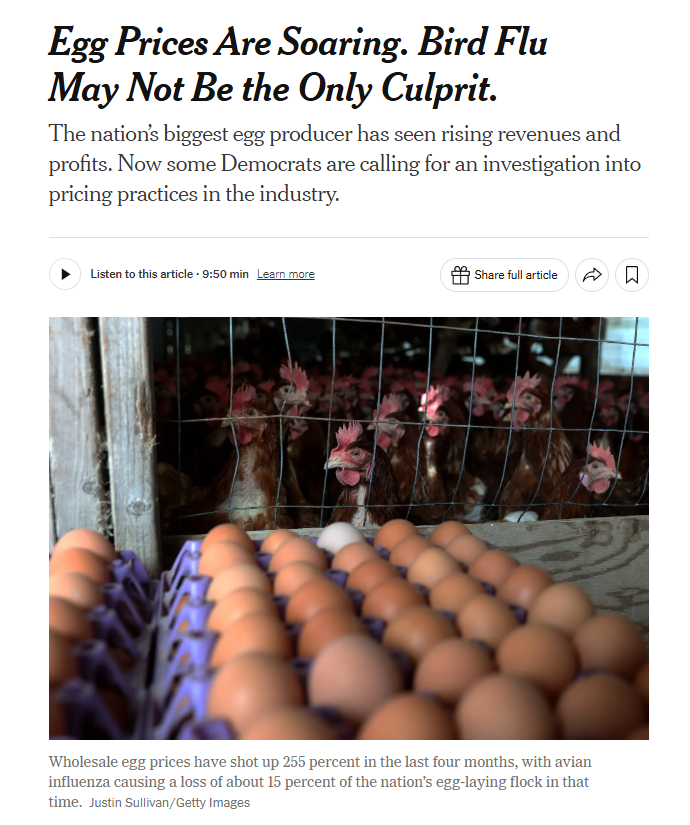 Egg Prices Are Soaring. Bird Flu
May Not Be the Only Culprit.
The nation’s biggest egg producer has seen rising revenues and
profits. Now some Democrats are calling for an investigation into
pricing practices in the industry.
Listen to this article · 9:50 min Learn more
Share full article
Wholesale egg prices have shot up 255 percent in the last four months, with avian
influenza causing a loss of about 15 percent of the nation’s egg-laying flock in that
time. Justin Sullivan/Getty Images